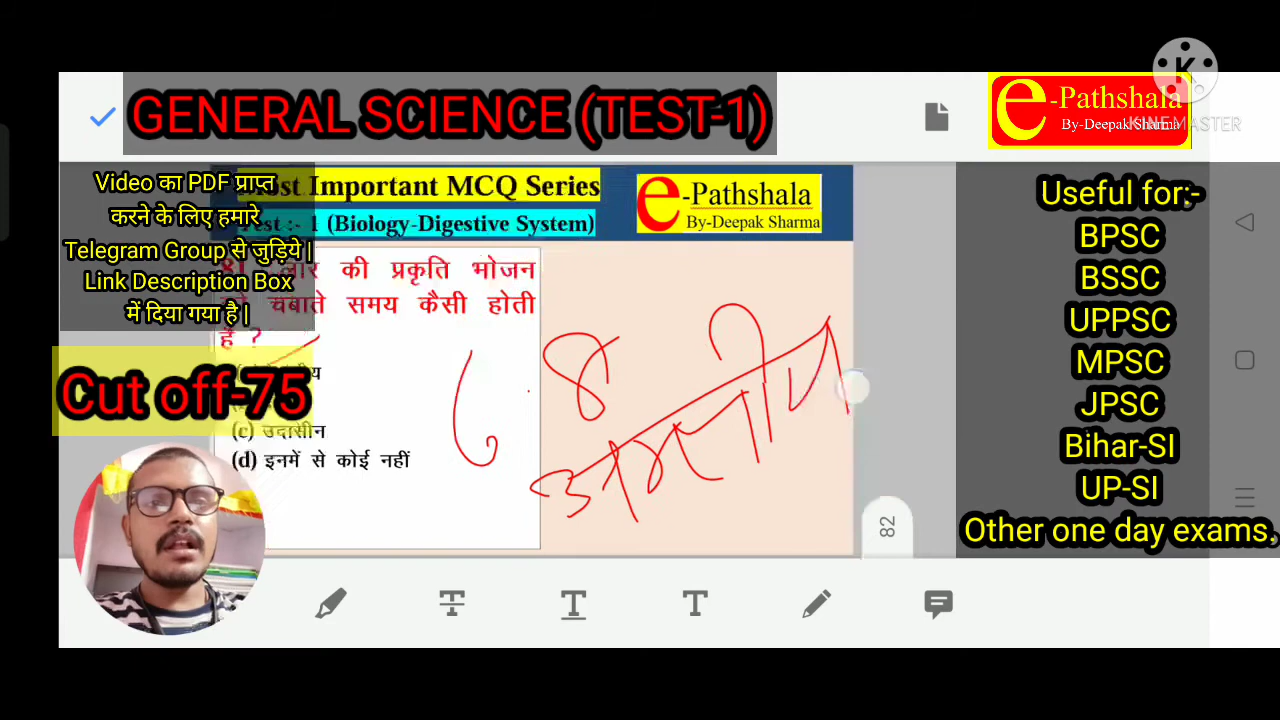 GENERAL SCIENCE (TEST-1)
e-Pathshala
By-Deepak Sharma
KINEMASTER
Video का PDF प्राप्त
करने के लिए हमारे
Telegram Group से जुड़िये |
Link Description Box
में दिया गया है |
Cut off-75
Most Important MCQ Series
Test :- 1 (Biology-Digestive System)
e-Pathshala
By-Deepak Sharma
81. लार की प्रकृति भोजन
चबाते समय कैसी होती
है ?
(c) उदासीन
(d) इनमें से कोई नहीं
6.8
अम्लीय
82
Useful for:-
BPSC
BSSC
UPPSC
MPSC
JPSC
Bihar-SI
UP-SI
Other one day exams.